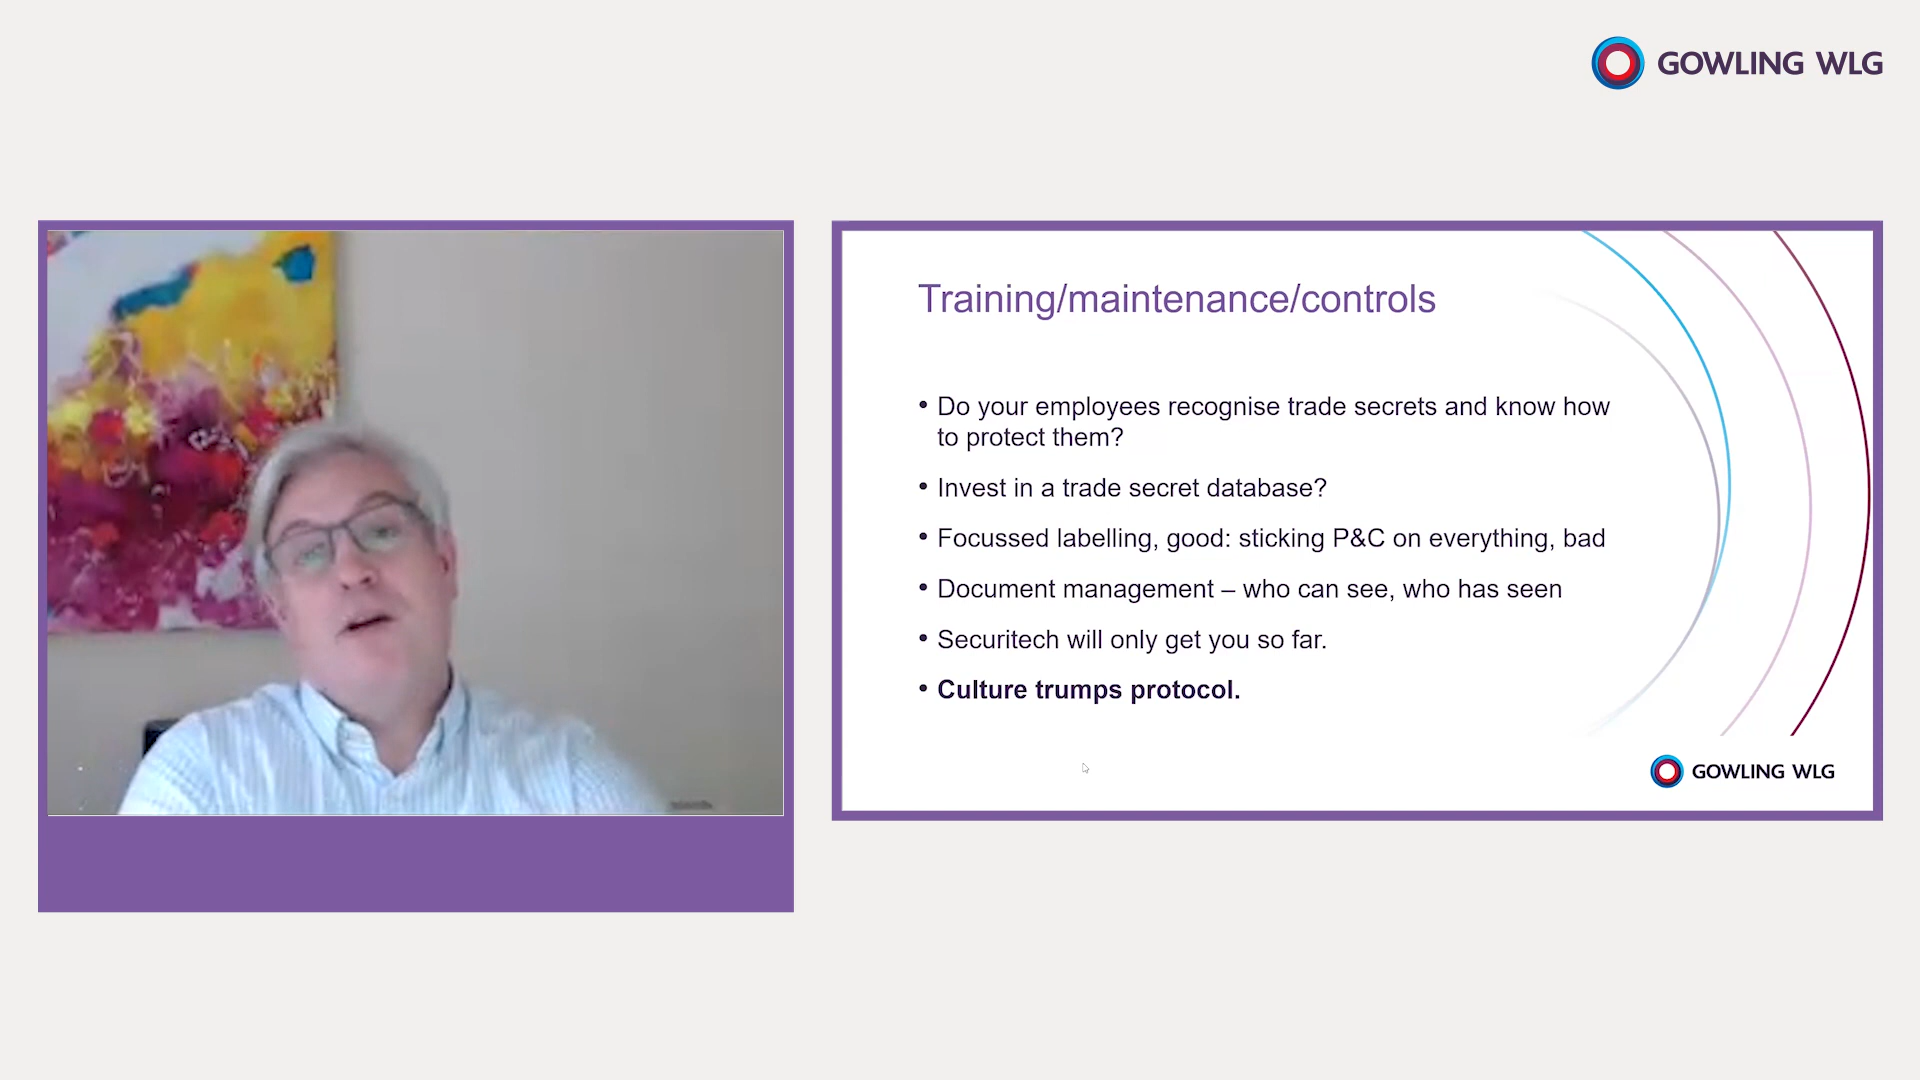 GOWLING WLG
Training/maintenance/controls
• Do your employees recognise trade secrets and know how
to protect them?
• Invest in a trade secret database?
• Focussed labelling, good: sticking P&C on everything, bad
• Document management – who can see, who has seen
• Securitech will only get you so far.
• Culture trumps protocol.
GOWLING WLG